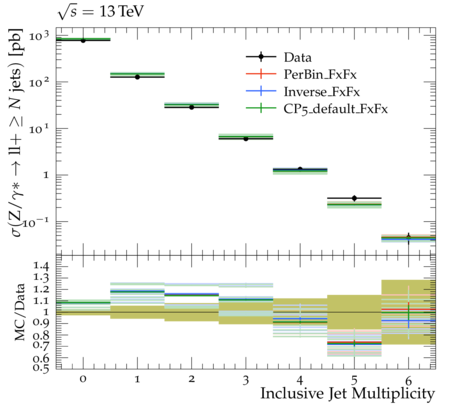 √s = 13 TeV
σ(Z/γ* → ll+ ≥ N jets) [pb]
10³
10²
10¹
1
10⁻¹
Data
PerBin_FxFx
Inverse_FxFx
CP5_default_FxFx
MC/Data
1.4
1.3
1.2
1.1
1
0.9
0.8
0.7
0.6
0.5
0 1 2 3 4 5 6
Inclusive Jet Multiplicity